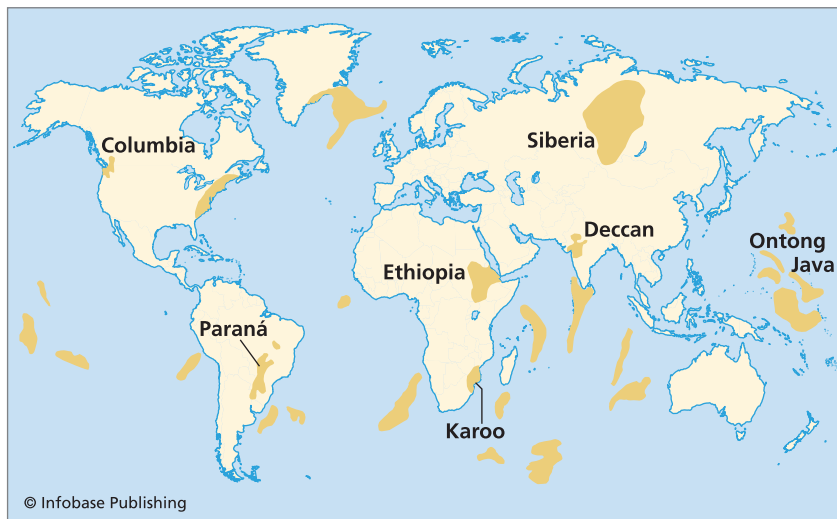 Columbia
Siberia
Deccan
Ontong
Java
Ethiopia
Paraná
Karoo
© Infobase Publishing